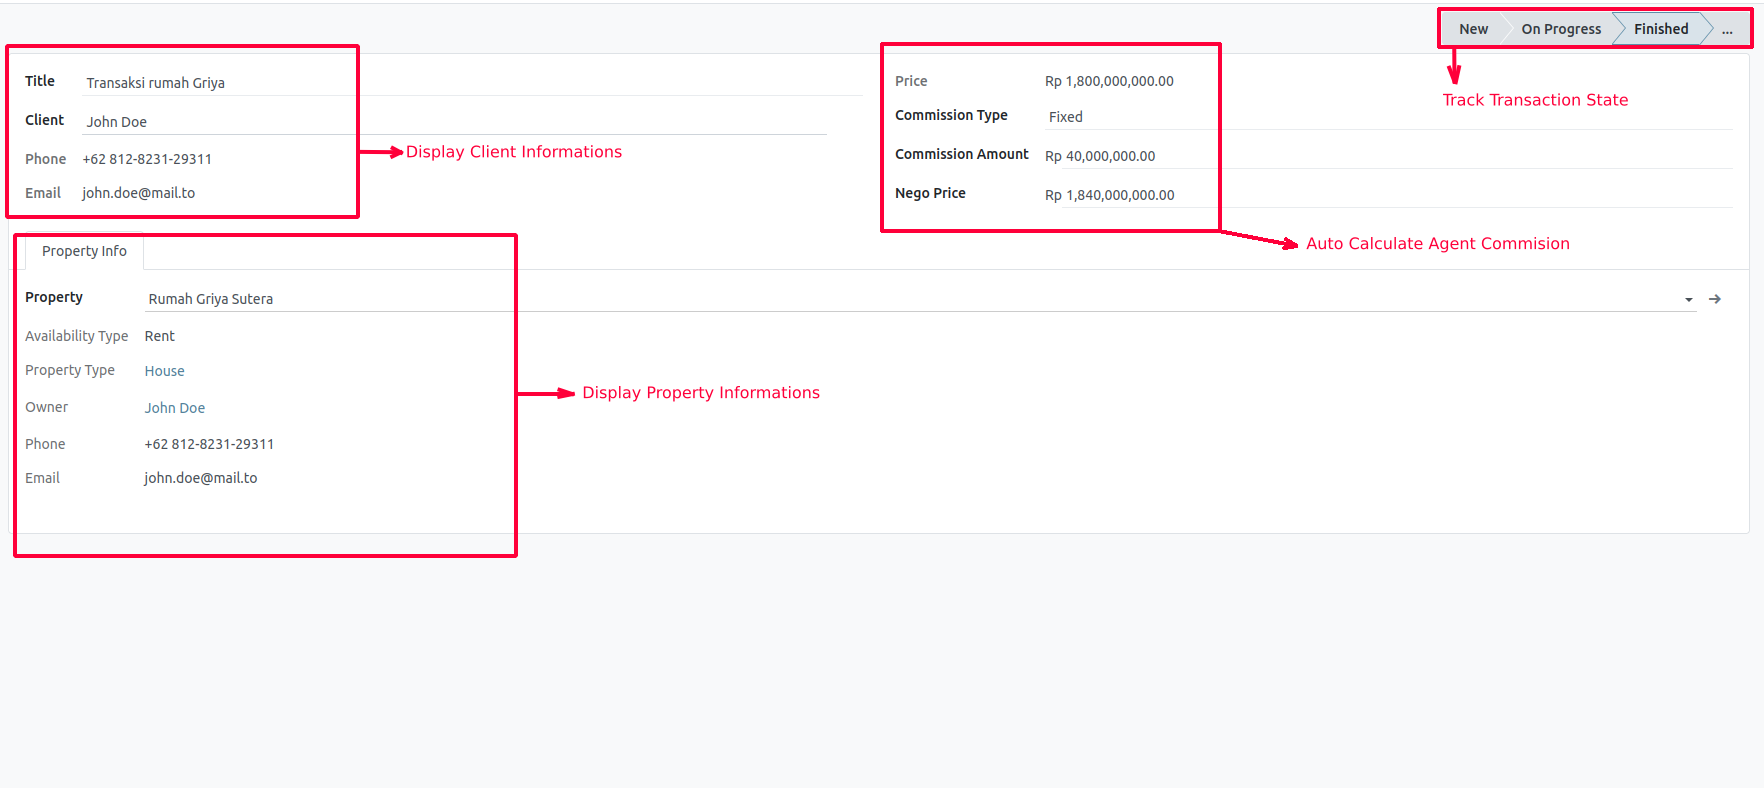 New
On Progress
Finished
...
Track Transaction State
Title Transaksi rumah Griya
Client John Doe
Phone +62 812-8231-29311
Email john.doe@mail.to
Display Client Informations
Price Rp 1,800,000,000.00
Commission Type Fixed
Commission Amount Rp 40,000,000.00
Nego Price Rp 1,840,000,000.00
Auto Calculate Agent Commision
Property Info
Property Rumah Griya Sutera
Availability Type Rent
Property Type House
Owner John Doe
Phone +62 812-8231-29311
Email john.doe@mail.to
Display Property Informations